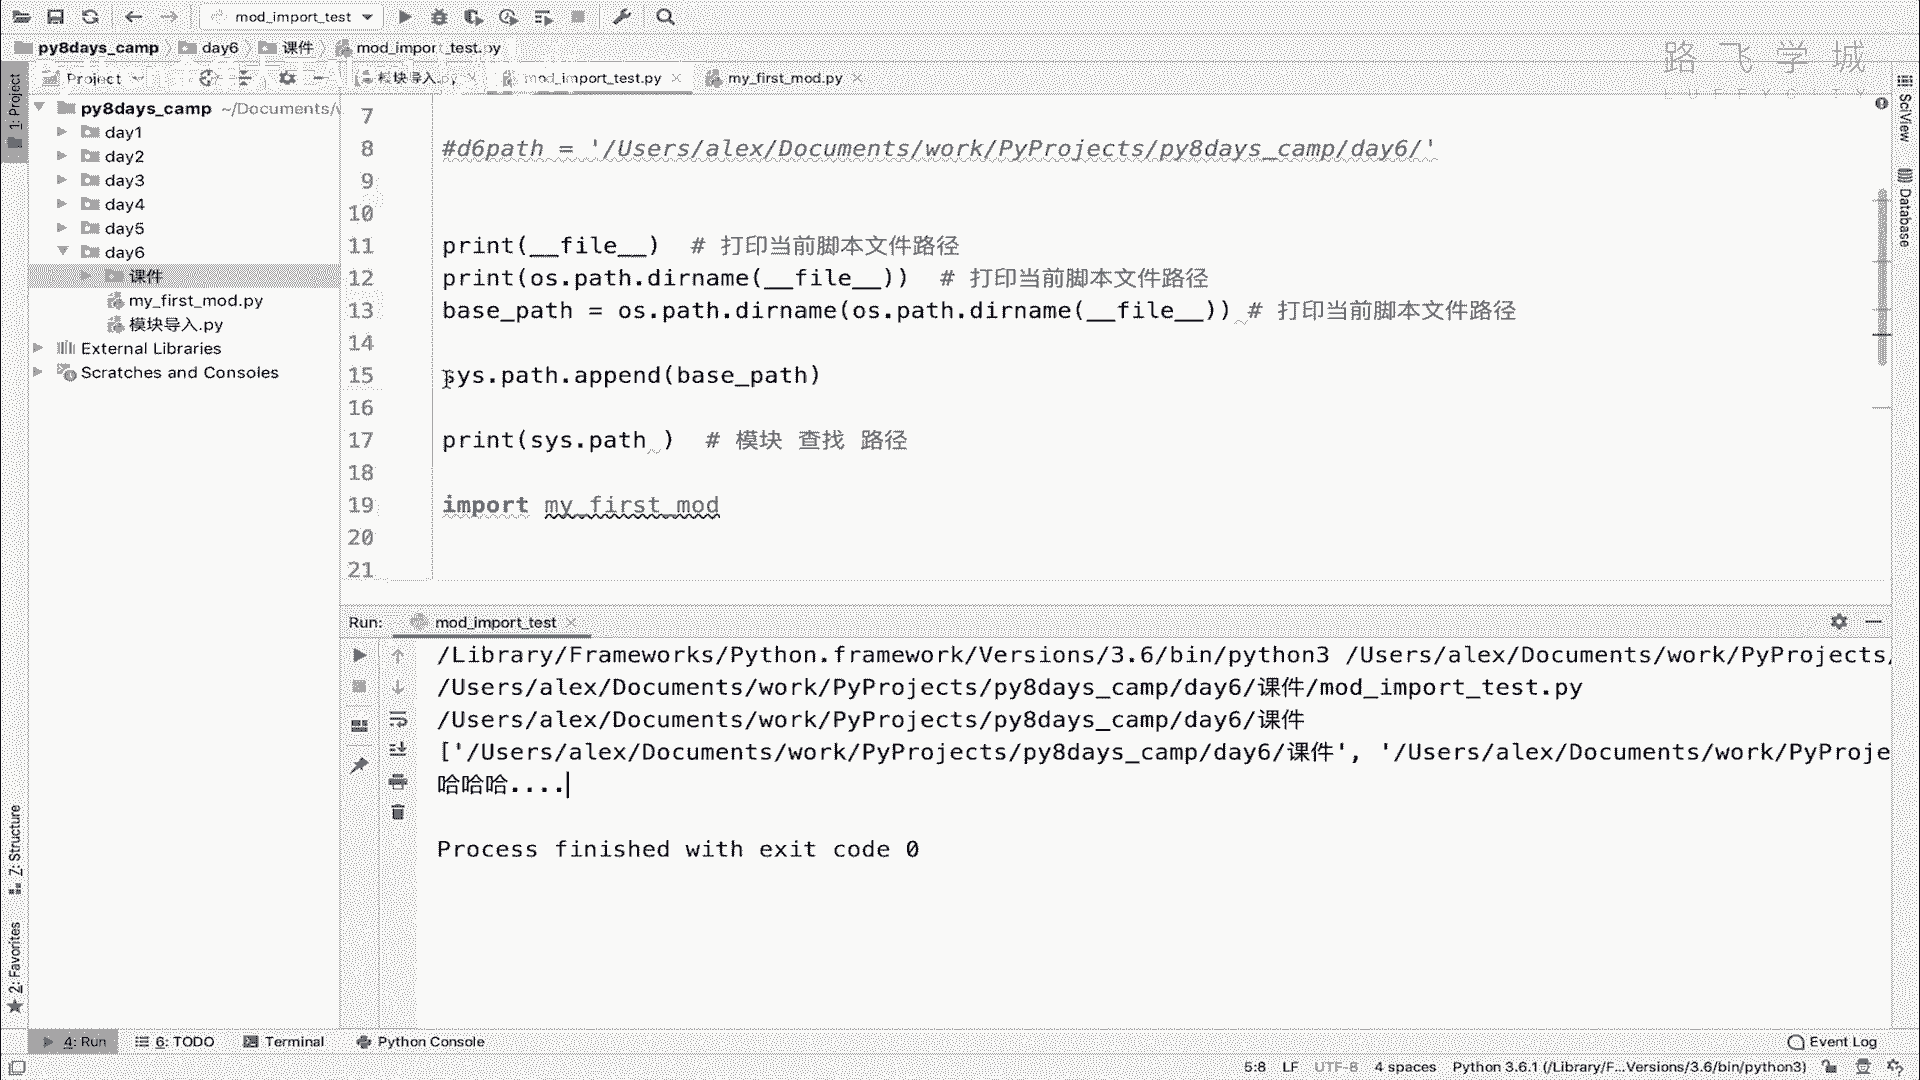 mod_import_test
py8days_camp day6 课件 mod_import_test.py
路飞学城
LUFFYCITY
1: Project
Project
模块导入.py mod_import_test.py my_first_mod.py
py8days_camp ~/Documents/
day1
day2
day3
day4
day5
day6
课件
my_first_mod.py
模块导入.py
External Libraries
Scratches and Consoles
7
8 #d6path = '/Users/alex/Documents/work/PyProjects/py8days_camp/day6/'
9
10
11 print(__file__) # 打印当前脚本文件路径
12 print(os.path.dirname(__file__)) # 打印当前脚本文件路径
13 base_path = os.path.dirname(os.path.dirname(__file__)) # 打印当前脚本文件路径
14
15 sys.path.append(base_path)
16
17 print(sys.path ) # 模块 查找 路径
18
19 import my_first_mod
20
21
SciView
Database
Run: mod_import_test
/Library/Frameworks/Python.framework/Versions/3.6/bin/python3 /Users/alex/Documents/work/PyProjects/
/Users/alex/Documents/work/PyProjects/py8days_camp/day6/课件/mod_import_test.py
/Users/alex/Documents/work/PyProjects/py8days_camp/day6/课件
['/Users/alex/Documents/work/PyProjects/py8days_camp/day6/课件', '/Users/alex/Documents/work/PyProje
哈哈哈....
Process finished with exit code 0
Z: Structure
2: Favorites
4: Run 6: TODO Terminal Python Console Event Log
5:8 LF UTF-8 4 spaces Python 3.6.1 (/Library/F...Versions/3.6/bin/python3)